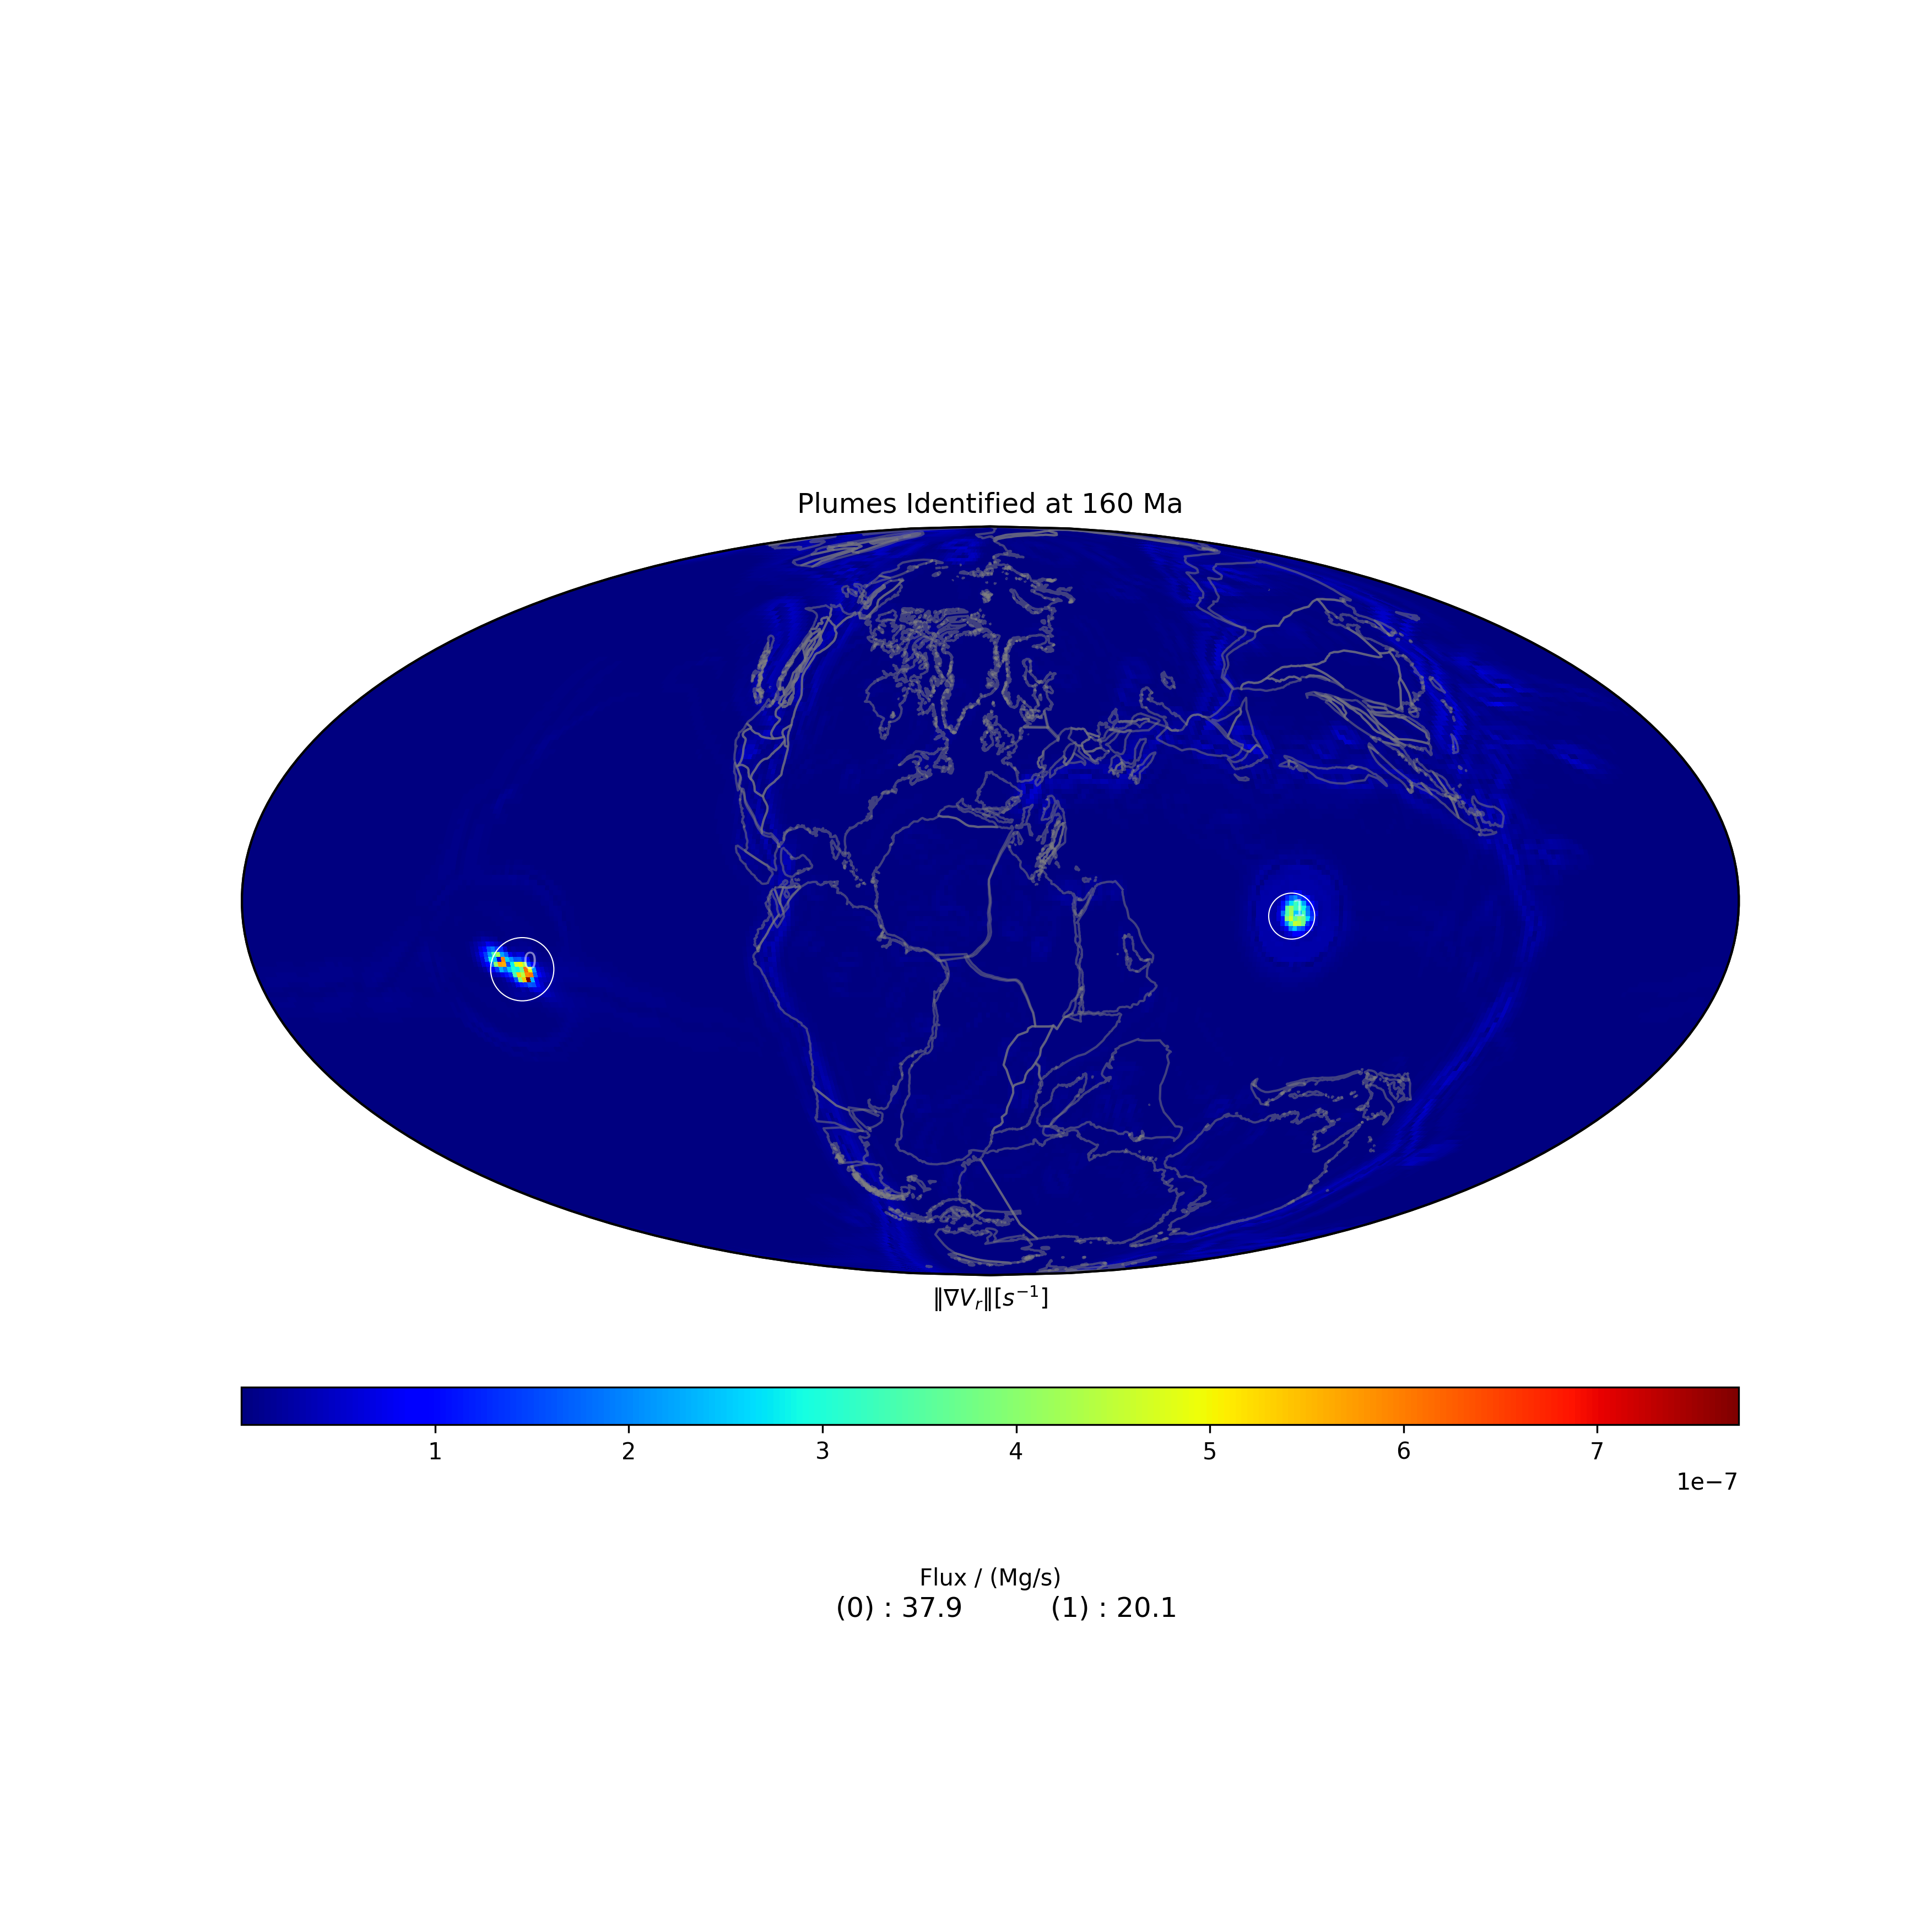 Plumes Identified at 160 Ma
0
1
‖∇V_r‖[s⁻¹]
1 2 3 4 5 6 7
1e−7
Flux / (Mg/s)
(0) : 37.9 (1) : 20.1